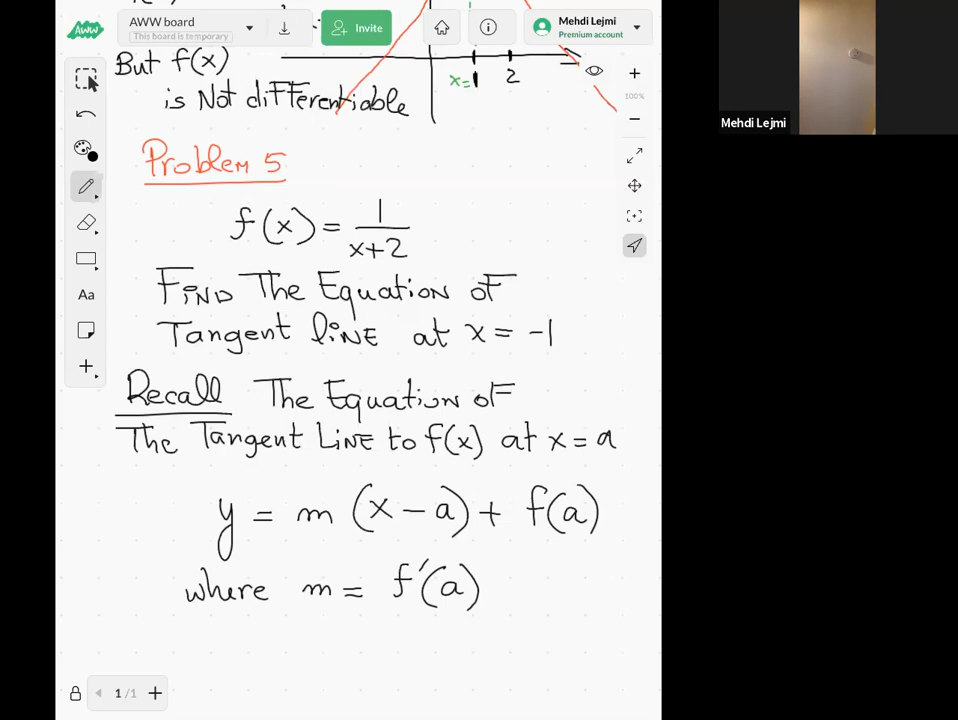 AWW board
This board is temporary
Invite
Mehdi Lejmi
Premium account
But f(x)
is Not differentiable
x=1
2
100%
Mehdi Lejmi
Problem 5
f(x) = 1/(x+2)
Find The Equation of
Tangent line at x = -1
Recall The Equation of
The Tangent Line to f(x) at x = a
y = m (x - a) + f(a)
where m = f'(a)
Aa
1 / 1